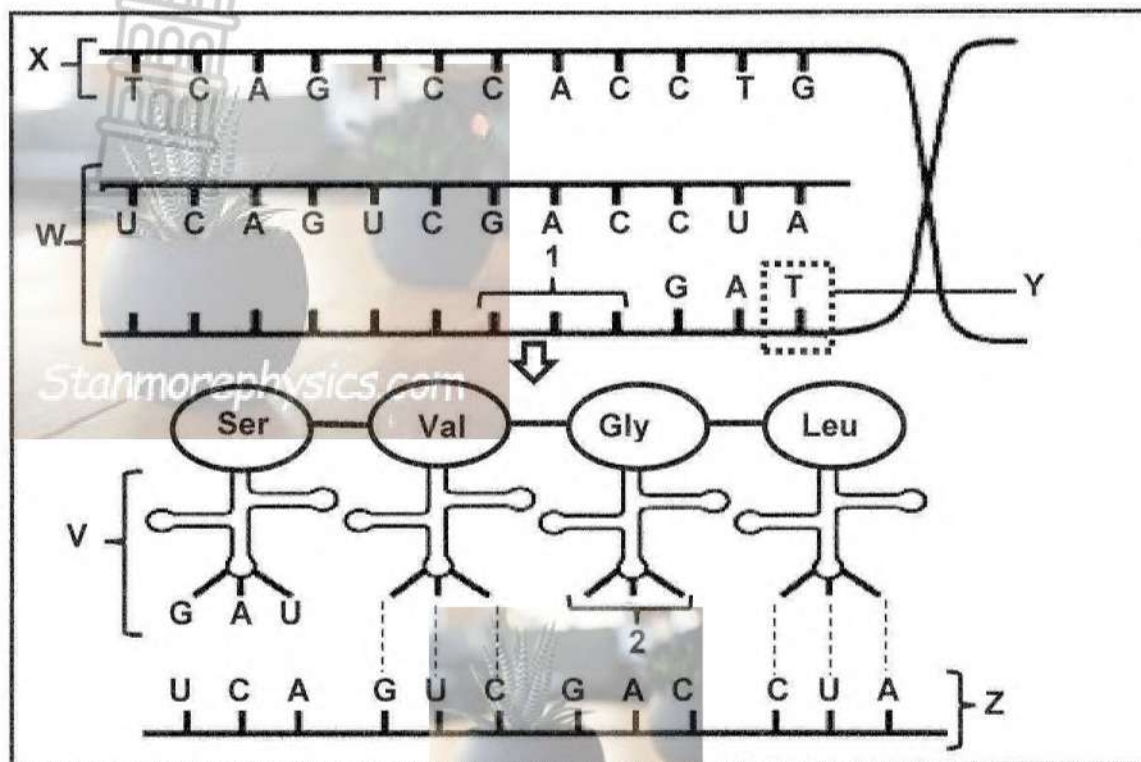 X
T C A G T C C A C C T G
W
U C A G U C G A C C U A
1
G A T
Y
Stanmorephysics.com
Ser Val Gly Leu
V
G A U
2
U C A G U C G A C C U A
Z